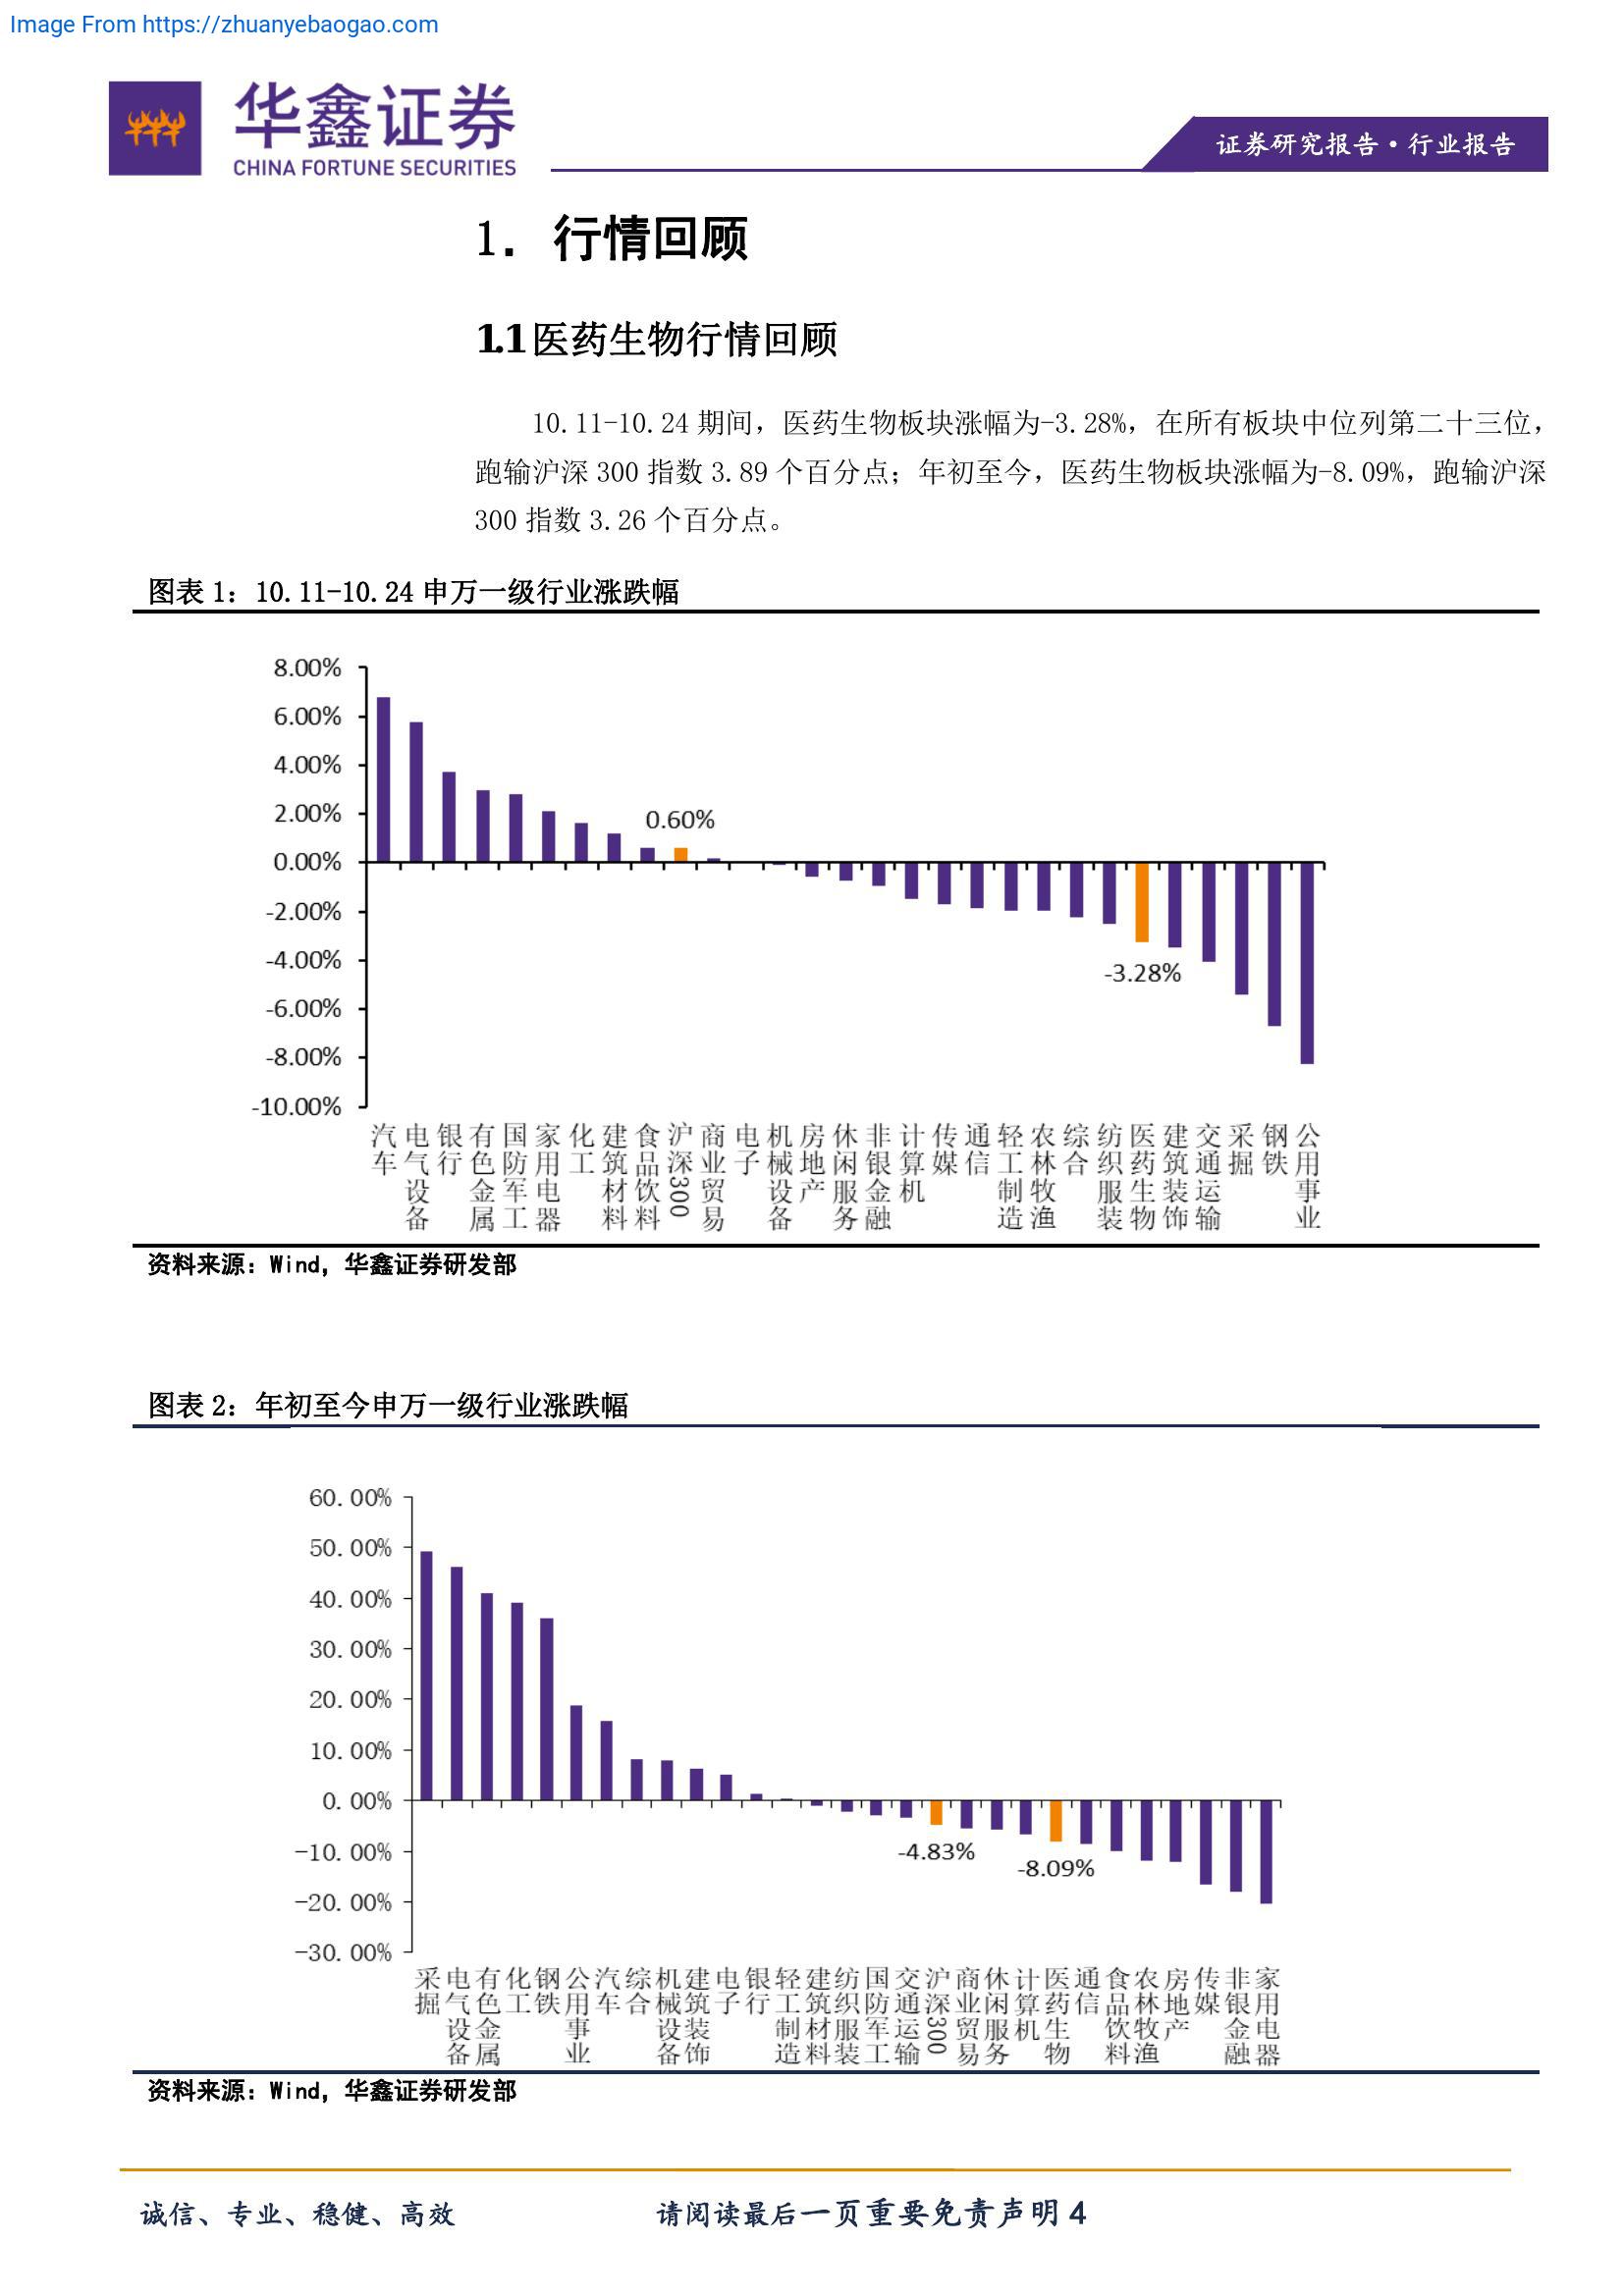 Image From https://zhuanyebaogao.com
华鑫证券
CHINA FORTUNE SECURITIES
证券研究报告·行业报告
1. 行情回顾
1.1医药生物行情回顾
10.11-10.24 期间，医药生物板块涨幅为-3.28%，在所有板块中位列第二十三位，
跑输沪深 300 指数 3.89 个百分点；年初至今，医药生物板块涨幅为-8.09%，跑输沪深
300 指数 3.26 个百分点。
图表 1：10.11-10.24 申万一级行业涨跌幅
8.00%
6.00%
4.00%
2.00%
0.00%
-2.00%
-4.00%
-6.00%
-8.00%
-10.00%
0.60%
-3.28%
汽车
电气设备
银行
有色金属
国防军工
家用电器
化工
建筑材料
食品饮料
沪深300
商业贸易
电子
机械设备
房地产
休闲服务
非银金融
计算机
传媒
通信
轻工制造
农林牧渔
综合
纺织服装
医药生物
建筑装饰
交通运输
采掘
钢铁
公用事业
资料来源：Wind，华鑫证券研发部
图表 2：年初至今申万一级行业涨跌幅
60.00%
50.00%
40.00%
30.00%
20.00%
10.00%
0.00%
-10.00%
-20.00%
-30.00%
-4.83%
-8.09%
采掘
电气设备
有色金属
化工
钢铁
公用事业
汽车
综合
机械设备
建筑装饰
电子
银行
轻工制造
建筑材料
纺织服装
国防军工
交通运输
沪深300
商业贸易
休闲服务
计算机
医药生物
通信
食品饮料
农林牧渔
房地产
传媒
非银金融
家用电器
资料来源：Wind，华鑫证券研发部
诚信、专业、稳健、高效
请阅读最后一页重要免责声明 4